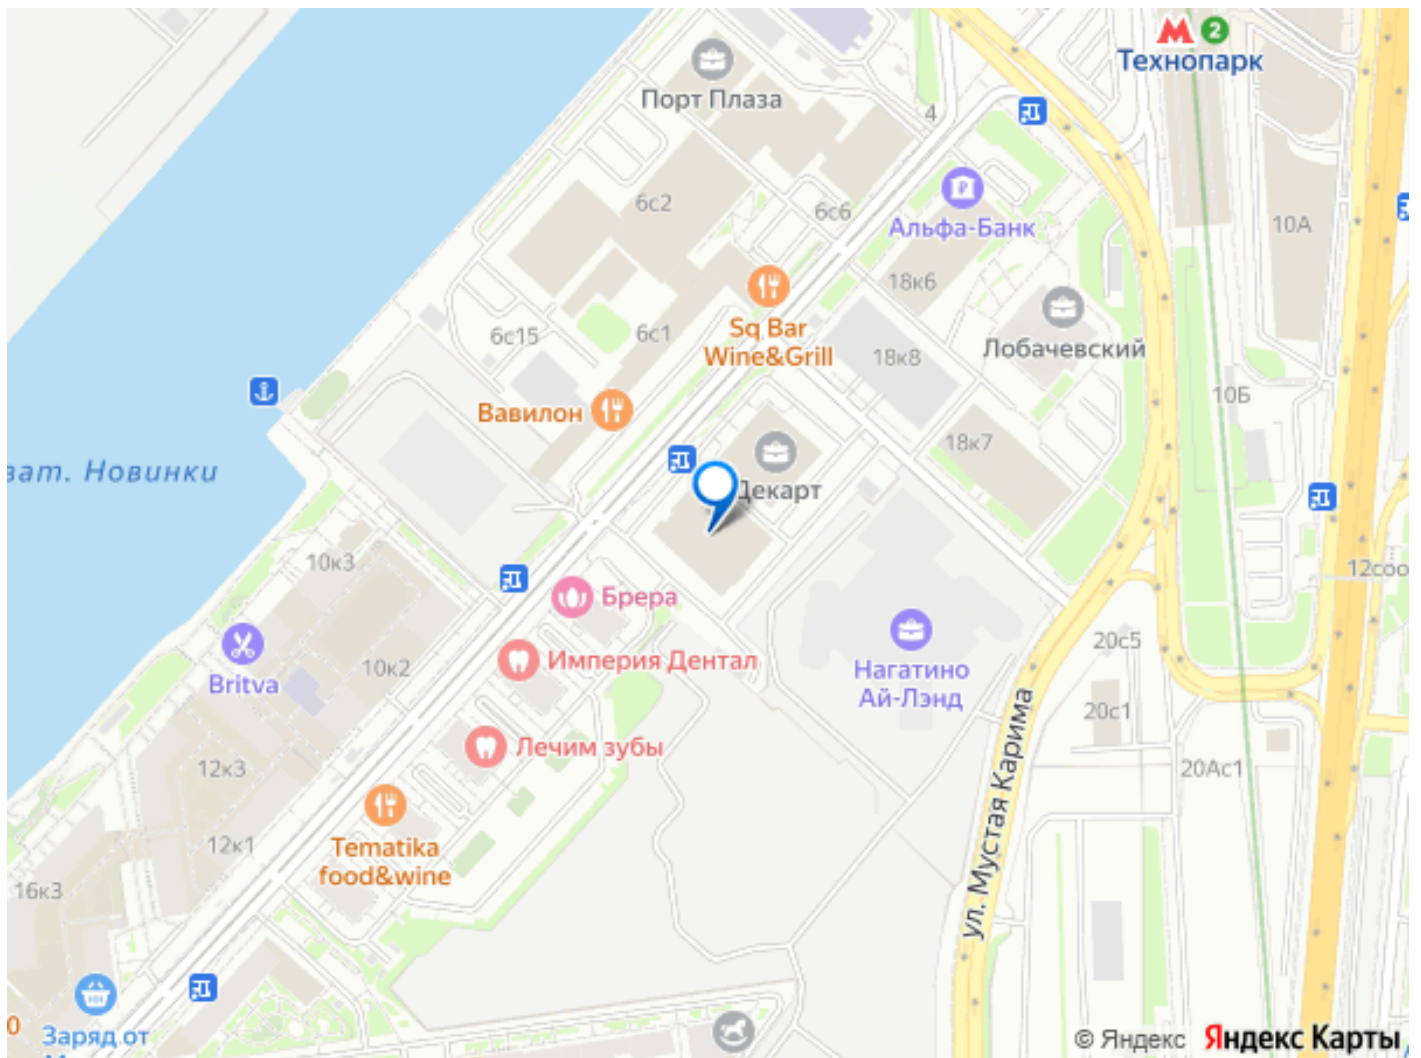 2
Технопарк
Порт Плаза
4
6с2
6с6
Альфа-Банк
10А
18к6
6с15
6с1
Sq Bar
Wine&Grill
18к8
Лобачевский
10Б
Вавилон
18к7
зат. Новинки
Декарт
10к3
12соо
Брера
Нагатино
Ай-Лэнд
20с5
Империя Дентал
10к2
Britva
20с1
ул. Мустая Карима
Лечим зубы
12к3
20Ас1
12к1
Tematika
food&wine
16к3
0
Заряд от
© Яндекс Яндекс Карты